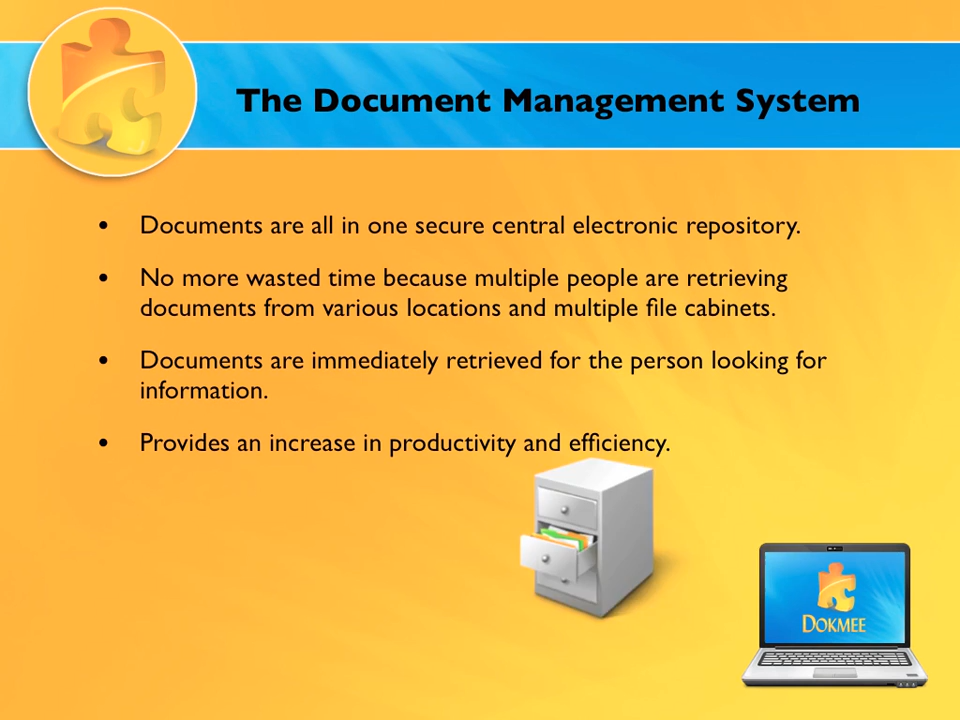 The Document Management System
• Documents are all in one secure central electronic repository.
• No more wasted time because multiple people are retrieving
documents from various locations and multiple file cabinets.
• Documents are immediately retrieved for the person looking for
information.
• Provides an increase in productivity and efficiency.
DOKMEE